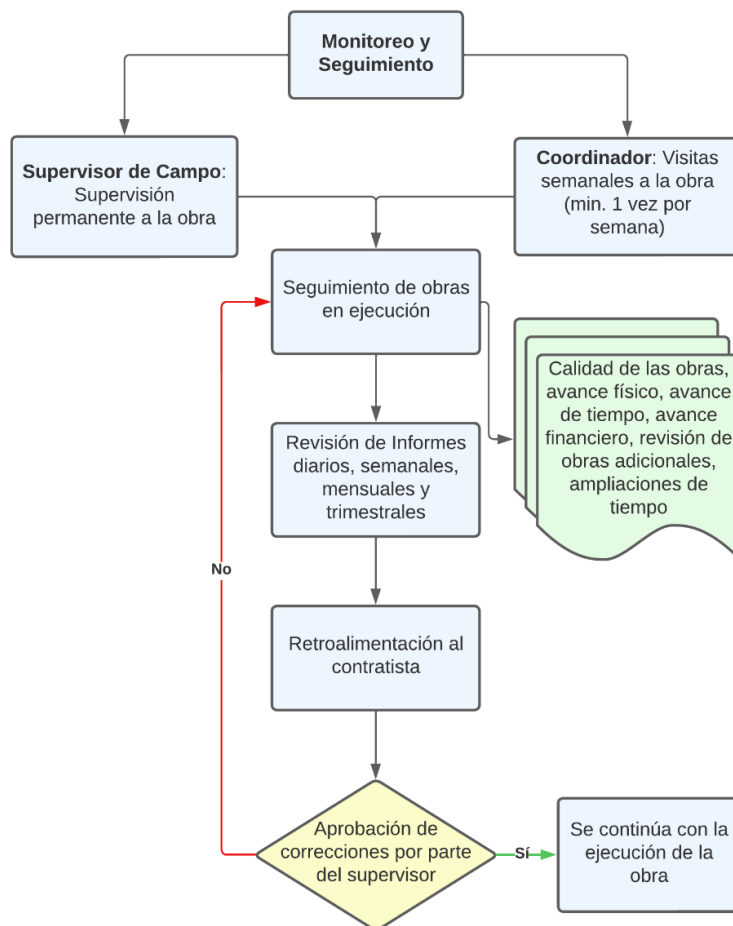 Monitoreo y
Seguimiento
Supervisor de Campo:
Supervisión
permanente a la obra
Coordinador: Visitas
semanales a la obra
(min. 1 vez por
semana)
Seguimiento de obras
en ejecución
Calidad de las obras,
avance físico, avance
de tiempo, avance
financiero, revisión de
obras adicionales,
ampliaciones de
tiempo
Revisión de Informes
diarios, semanales,
mensuales y
trimestrales
No
Retroalimentación al
contratista
Aprobación de
correcciones por parte
del supervisor
Sí
Se continúa con la
ejecución de la
obra